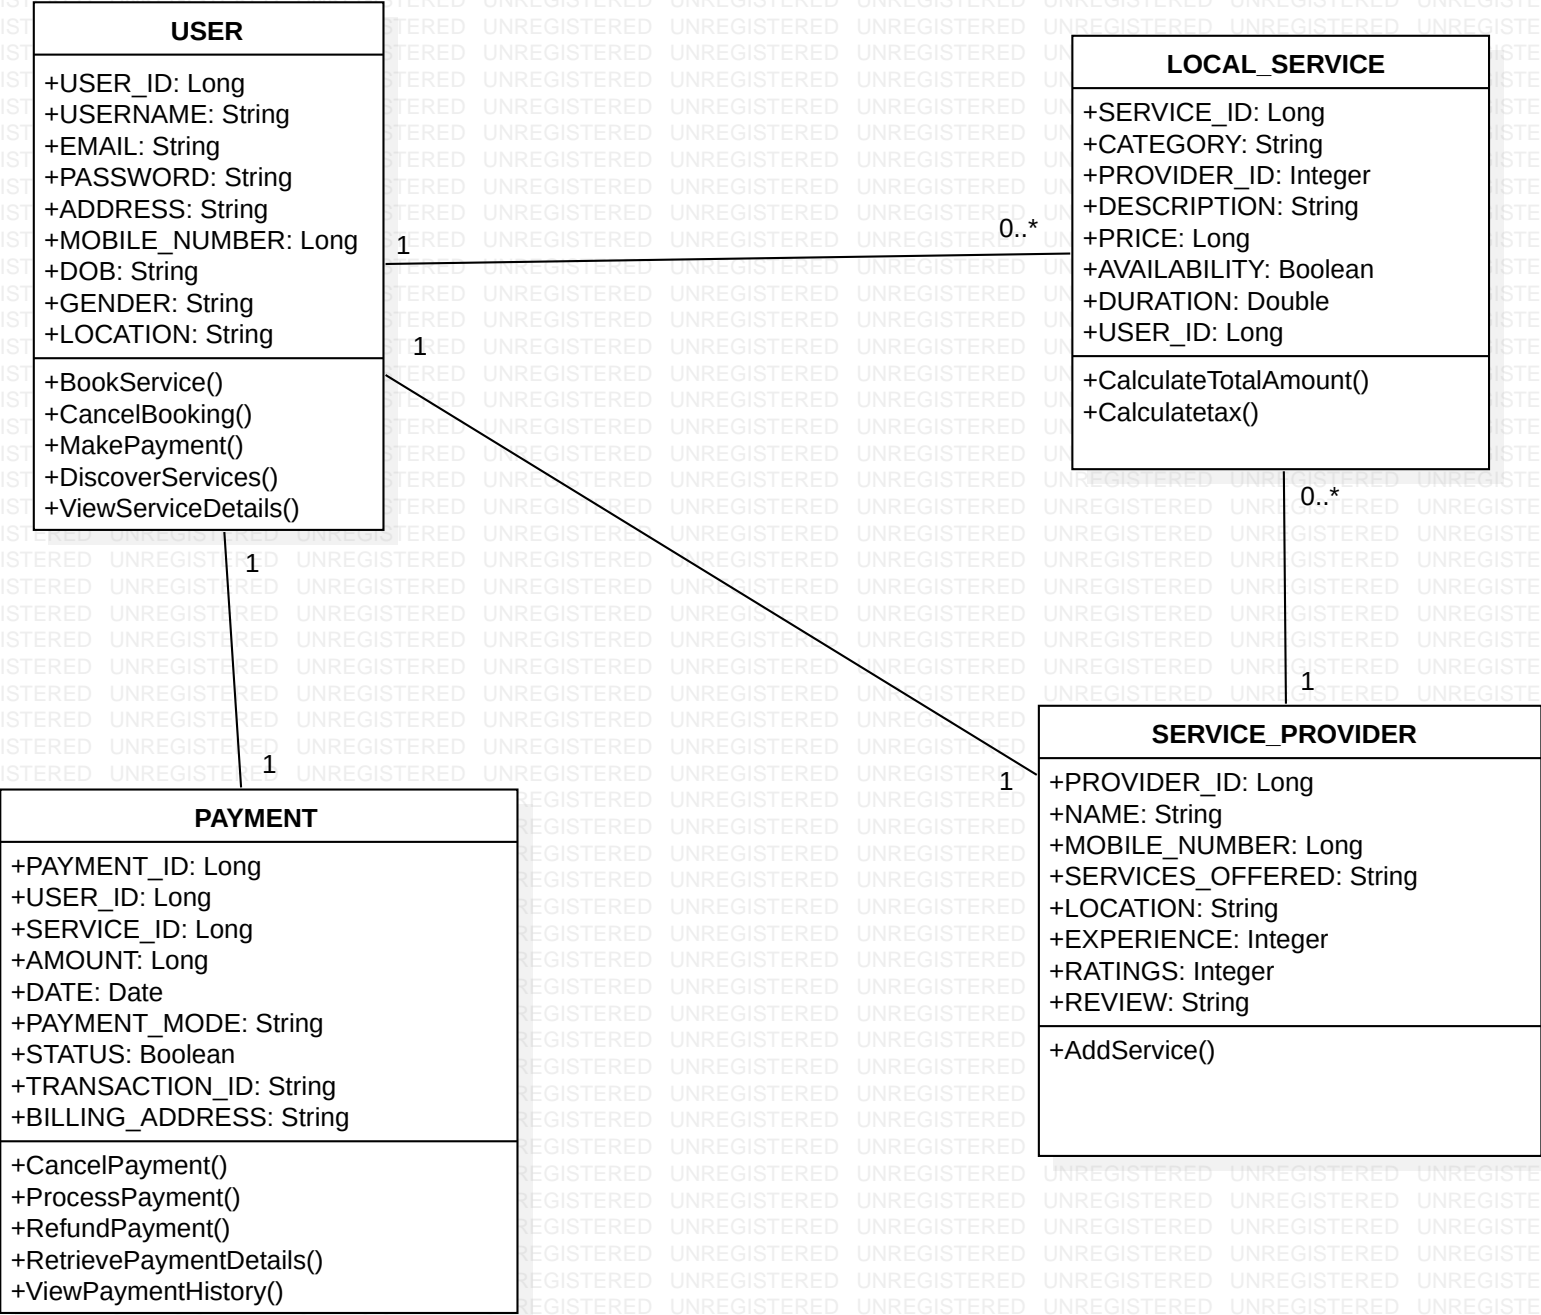 USER
+USER_ID: Long
+USERNAME: String
+EMAIL: String
+PASSWORD: String
+ADDRESS: String
+MOBILE_NUMBER: Long
+DOB: String
+GENDER: String
+LOCATION: String
+BookService()
+CancelBooking()
+MakePayment()
+DiscoverServices()
+ViewServiceDetails()
1
0..*
1
1
LOCAL_SERVICE
+SERVICE_ID: Long
+CATEGORY: String
+PROVIDER_ID: Integer
+DESCRIPTION: String
+PRICE: Long
+AVAILABILITY: Boolean
+DURATION: Double
+USER_ID: Long
+CalculateTotalAmount()
+Calculatetax()
0..*
1
1
1
PAYMENT
+PAYMENT_ID: Long
+USER_ID: Long
+SERVICE_ID: Long
+AMOUNT: Long
+DATE: Date
+PAYMENT_MODE: String
+STATUS: Boolean
+TRANSACTION_ID: String
+BILLING_ADDRESS: String
+CancelPayment()
+ProcessPayment()
+RefundPayment()
+RetrievePaymentDetails()
+ViewPaymentHistory()
SERVICE_PROVIDER
+PROVIDER_ID: Long
+NAME: String
+MOBILE_NUMBER: Long
+SERVICES_OFFERED: String
+LOCATION: String
+EXPERIENCE: Integer
+RATINGS: Integer
+REVIEW: String
+AddService()
UNREGISTERED